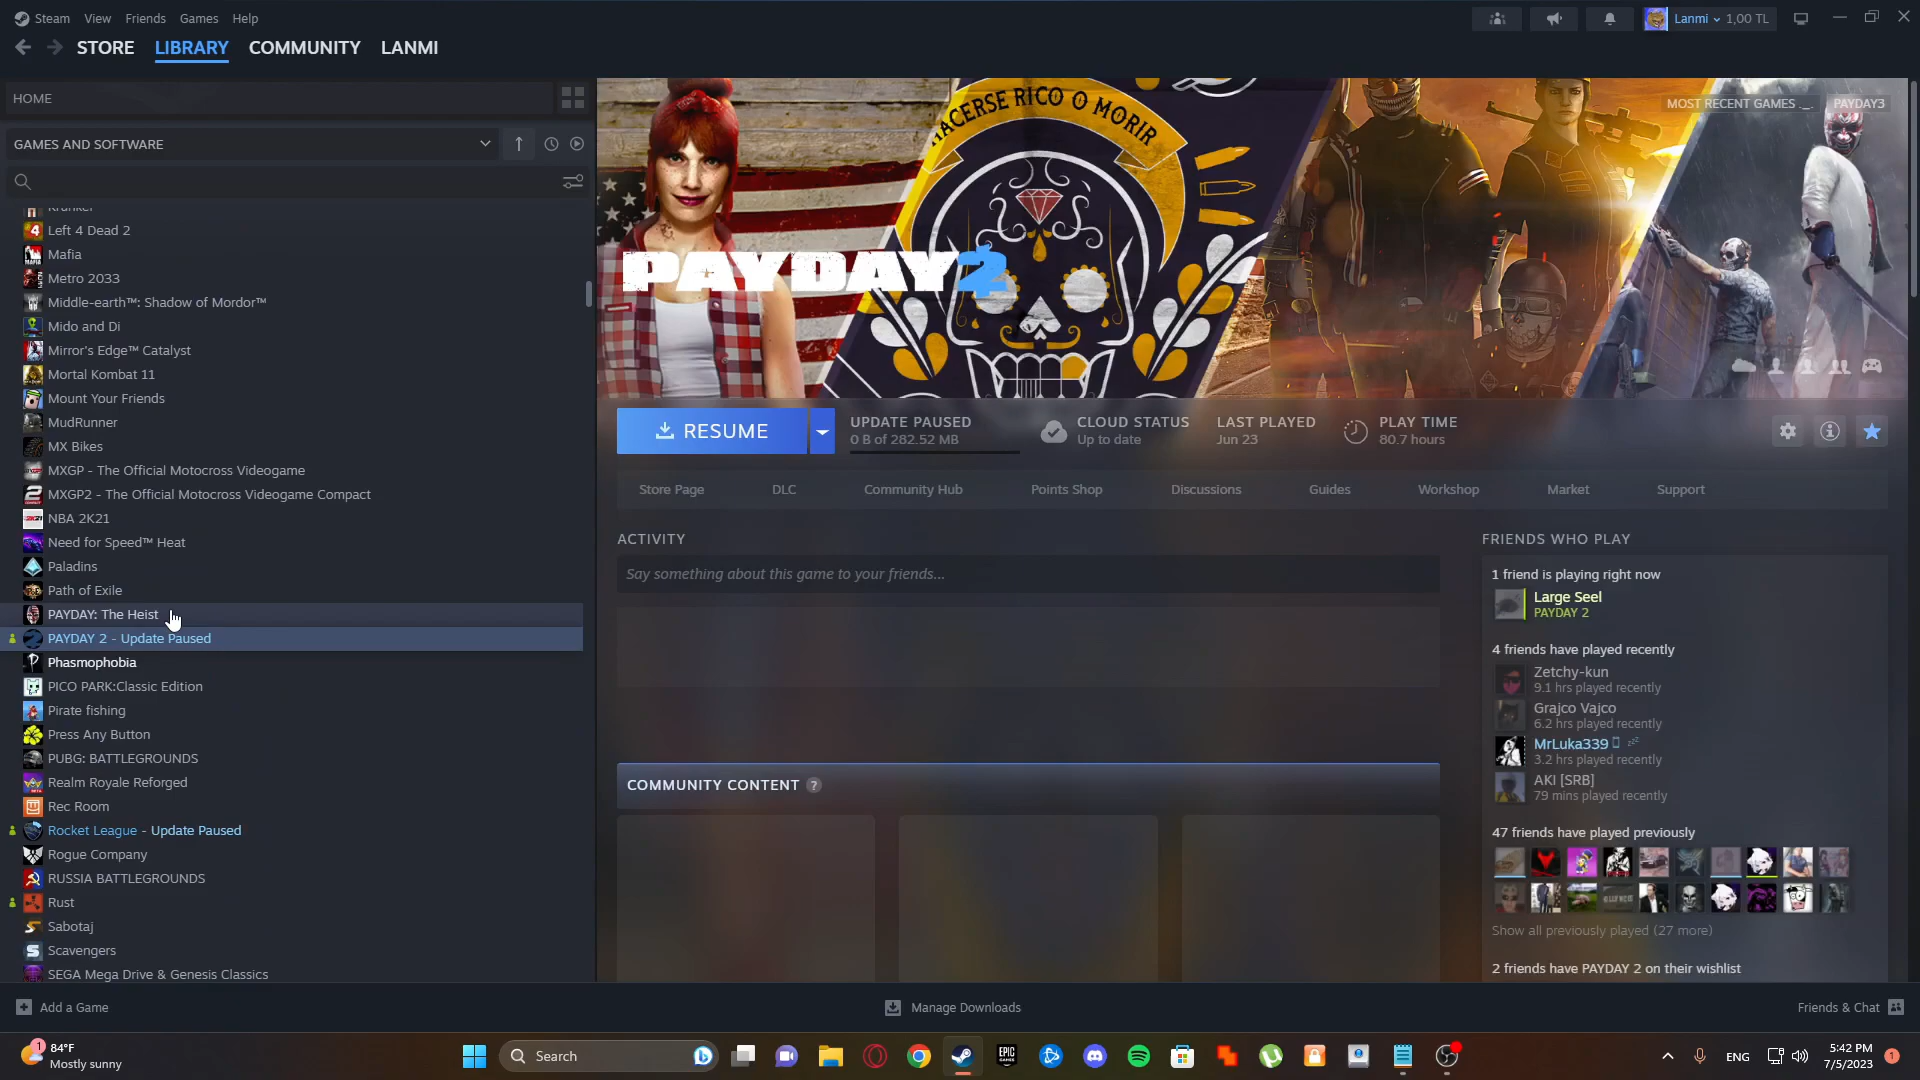 Steam View Friends Games Help
Lanmi 1,00 TL
STORE LIBRARY COMMUNITY LANMI
HOME
GAMES AND SOFTWARE
Krunker
Left 4 Dead 2
Mafia
Metro 2033
Middle-earth™: Shadow of Mordor™
Mido and Di
Mirror's Edge™ Catalyst
Mortal Kombat 11
Mount Your Friends
MudRunner
MX Bikes
MXGP - The Official Motocross Videogame
MXGP2 - The Official Motocross Videogame Compact
NBA 2K21
Need for Speed™ Heat
Paladins
Path of Exile
PAYDAY: The Heist
PAYDAY 2 - Update Paused
Phasmophobia
PICO PARK:Classic Edition
Pirate fishing
Press Any Button
PUBG: BATTLEGROUNDS
Realm Royale Reforged
Rec Room
Rocket League - Update Paused
Rogue Company
RUSSIA BATTLEGROUNDS
Rust
Sabotaj
Scavengers
SEGA Mega Drive & Genesis Classics
HACERSE RICO O MORIR
MOST RECENT GAMES ._. PAYDAY3
PAYDAY 2
RESUME
UPDATE PAUSED
0 B of 282.52 MB
CLOUD STATUS
Up to date
LAST PLAYED
Jun 23
PLAY TIME
80.7 hours
Store Page DLC Community Hub Points Shop Discussions Guides Workshop Market Support
ACTIVITY
Say something about this game to your friends...
COMMUNITY CONTENT ?
FRIENDS WHO PLAY
1 friend is playing right now
Large Seel
PAYDAY 2
4 friends have played recently
Zetchy-kun
9.1 hrs played recently
Grajco Vajco
6.2 hrs played recently
MrLuka339
3.2 hrs played recently
AKI [SRB]
79 mins played recently
47 friends have played previously
Show all previously played (27 more)
2 friends have PAYDAY 2 on their wishlist
Add a Game
Manage Downloads
Friends & Chat
1
84°F
Mostly sunny
Search
EPIC GAMES
ENG
5:42 PM
7/5/2023
1